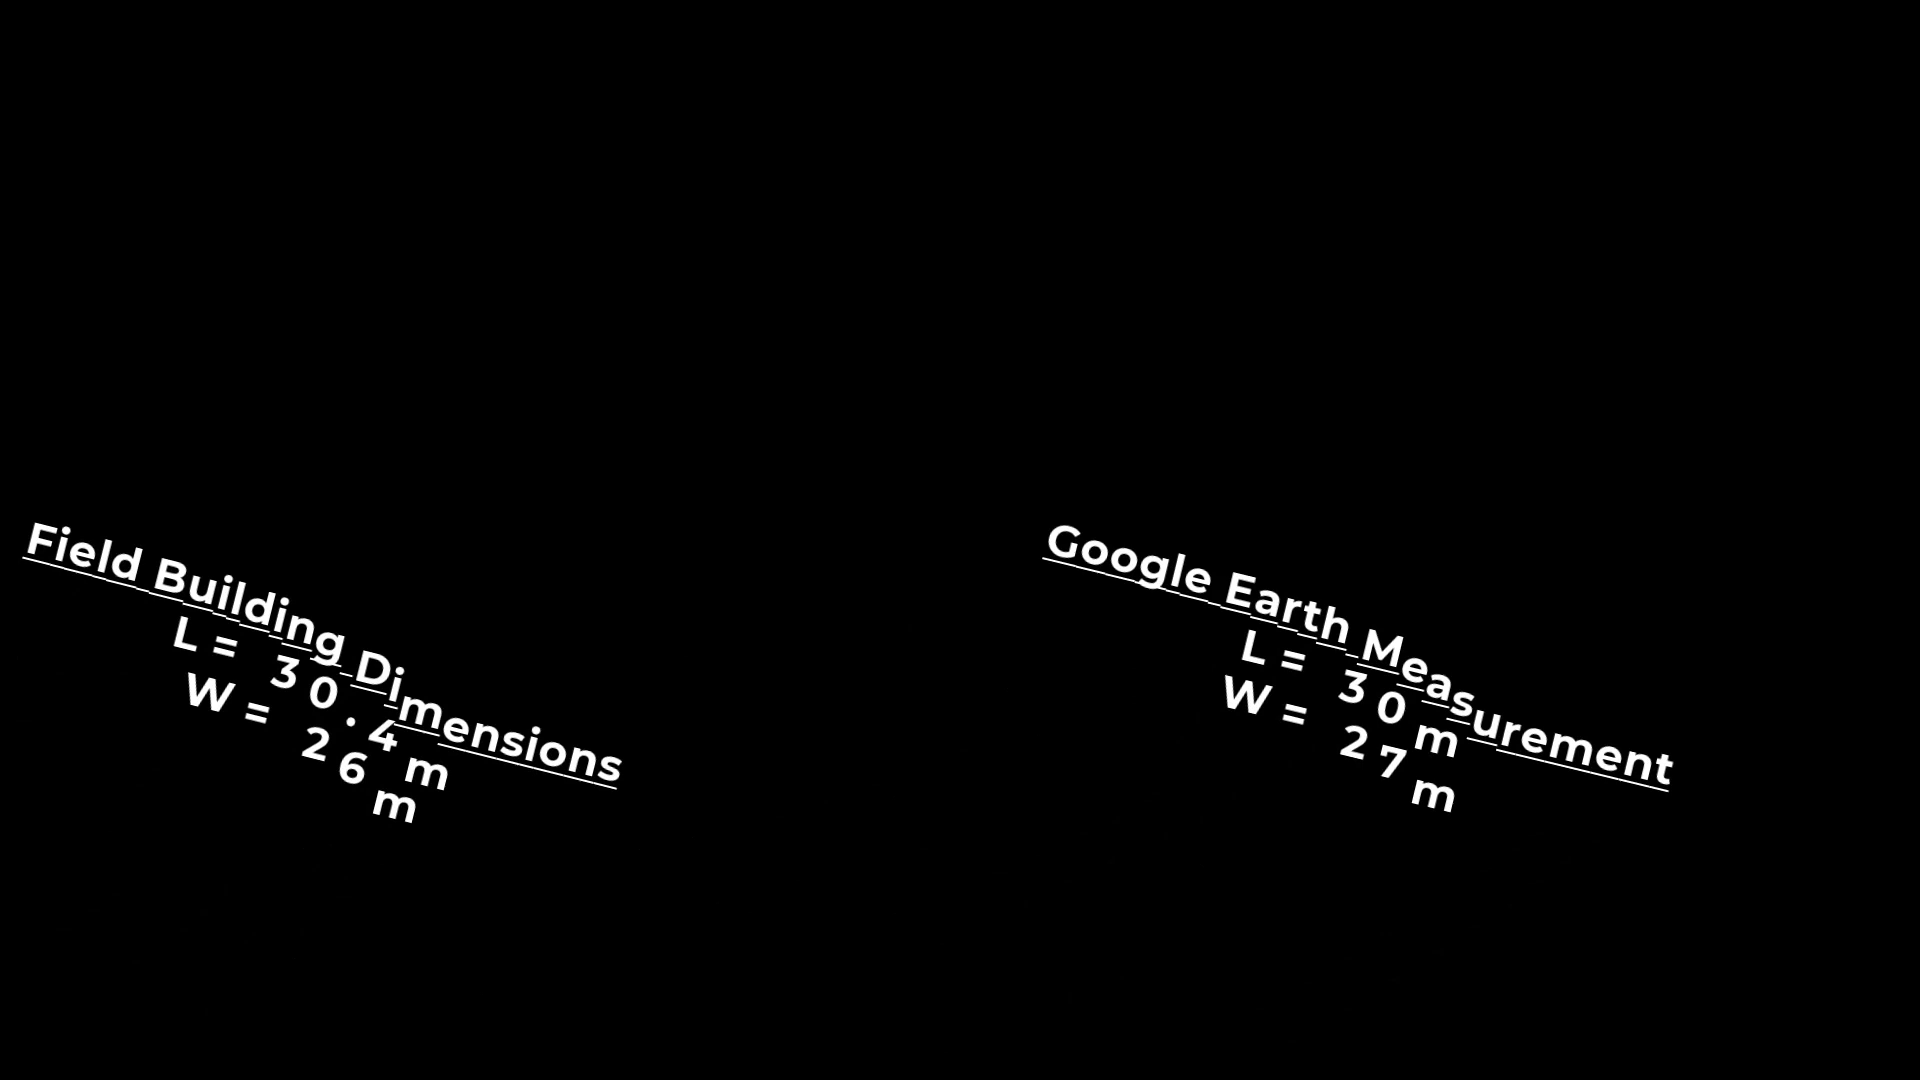 Field Building Dimensions
L = 30.4 m
W = 26 m
Google Earth Measurement
L = 30 m
W = 27 m